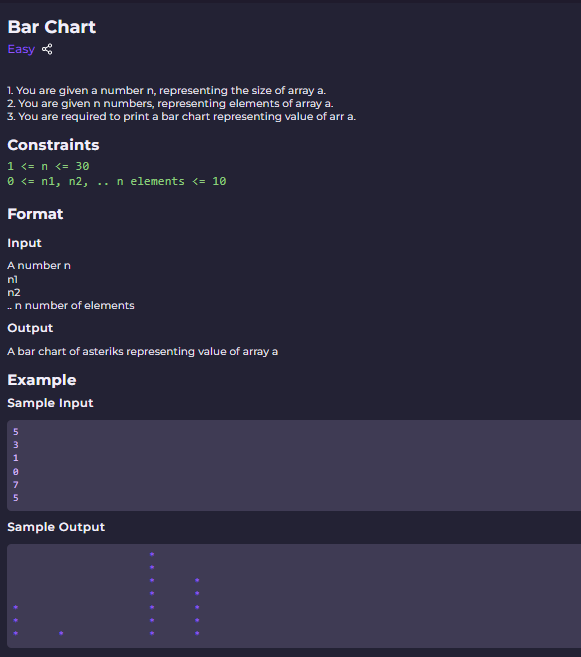 Bar Chart
Easy
1. You are given a number n, representing the size of array a.
2. You are given n numbers, representing elements of array a.
3. You are required to print a bar chart representing value of arr a.
Constraints
1 <= n <= 30
0 <= n1, n2, .. n elements <= 10
Format
Input
A number n
n1
n2
.. n number of elements
Output
A bar chart of asteriks representing value of array a
Example
Sample Input
5
3
1
0
7
5
Sample Output
			*
			*
			*	*
			*	*
*			*	*
*			*	*
*	*		*	*